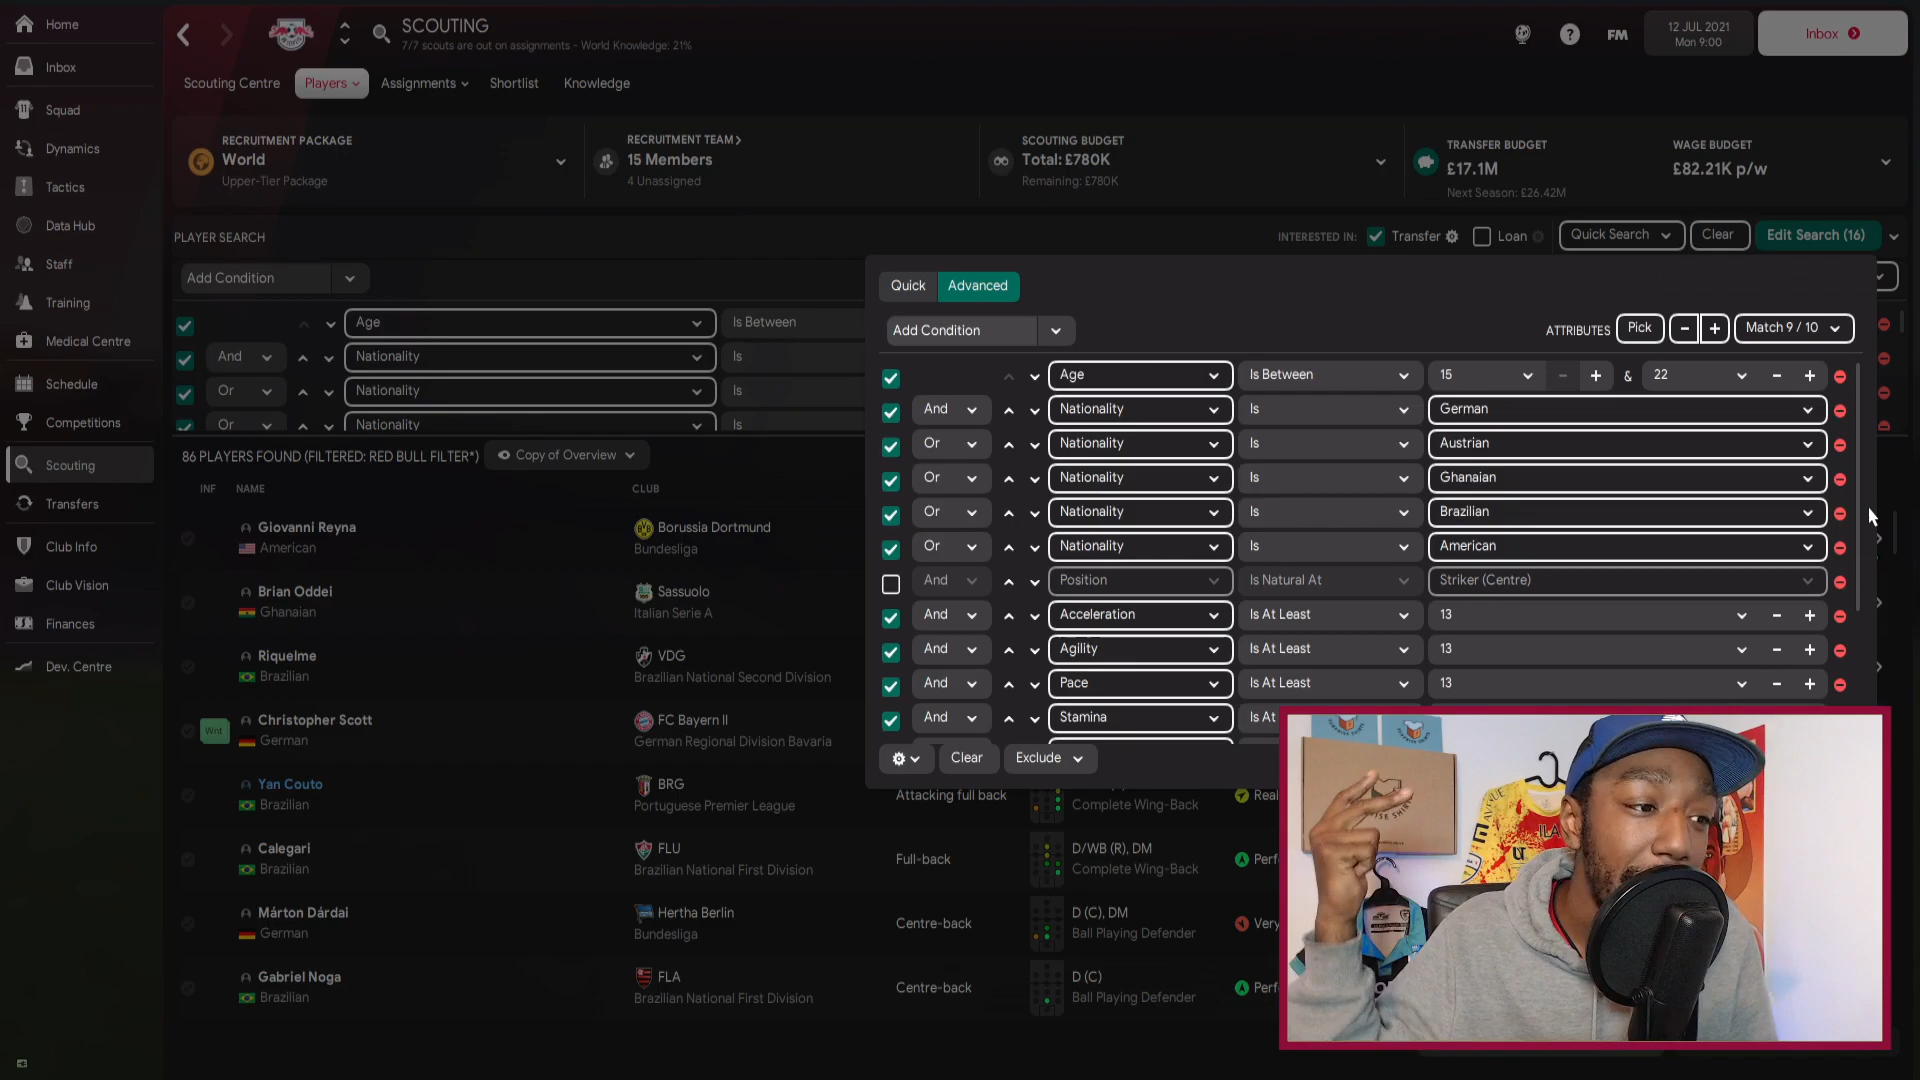 Home
Inbox
Squad
Dynamics
Tactics
Data Hub
Staff
Training
Medical Centre
Schedule
Competitions
Scouting
Transfers
Club Info
Club Vision
Finances
Dev. Centre
SCOUTING
7/7 scouts are out on assignments - World Knowledge: 21%
FM
12 JUL 2021
Mon 9:00
Inbox
Scouting Centre Players Assignments Shortlist Knowledge
RECRUITMENT PACKAGE
World
Upper-Tier Package
RECRUITMENT TEAM
15 Members
4 Unassigned
SCOUTING BUDGET
Total: £780K
Remaining: £780K
TRANSFER BUDGET
£17.1M
Next Season: £26.42M
WAGE BUDGET
£82.21K p/w
PLAYER SEARCH
INTERESTED IN: Transfer Loan Quick Search Clear Edit Search (16)
Add Condition
Age Is Between
And Nationality Is
Or Nationality Is
Or Nationality Is
Quick Advanced
Add Condition
ATTRIBUTES Pick - + Match 9 / 10
Age Is Between 15 - + & 22 - +
And Nationality Is German
Or Nationality Is Austrian
Or Nationality Is Ghanaian
Or Nationality Is Brazilian
Or Nationality Is American
And Position Is Natural At Striker (Centre)
And Acceleration Is At Least 13 - +
And Agility Is At Least 13 - +
And Pace Is At Least 13 - +
And Stamina Is At
Clear Exclude
86 PLAYERS FOUND (FILTERED: RED BULL FILTER*) Copy of Overview
INF NAME CLUB
Giovanni Reyna Borussia Dortmund
American Bundesliga
Brian Oddei Sassuolo
Ghanaian Italian Serie A
Riquelme VDG
Brazilian Brazilian National Second Division
Wnt Christopher Scott FC Bayern II
German German Regional Division Bavaria
Yan Couto BRG Attacking full back
Brazilian Portuguese Premier League Complete Wing-Back
Calegari FLU Full-back D/WB (R), DM
Brazilian Brazilian National First Division Complete Wing-Back
Márton Dárdai Hertha Berlin Centre-back D (C), DM Very
German Bundesliga Ball Playing Defender
Gabriel Noga FLA Centre-back D (C)
Brazilian Brazilian National First Division Ball Playing Defender